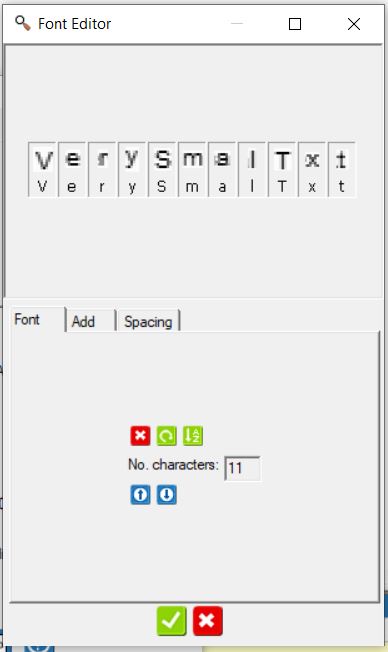 Font Editor
V e r y S m a l T x t
V e r y S m a l T x t
Font Add Spacing
No. characters: 11